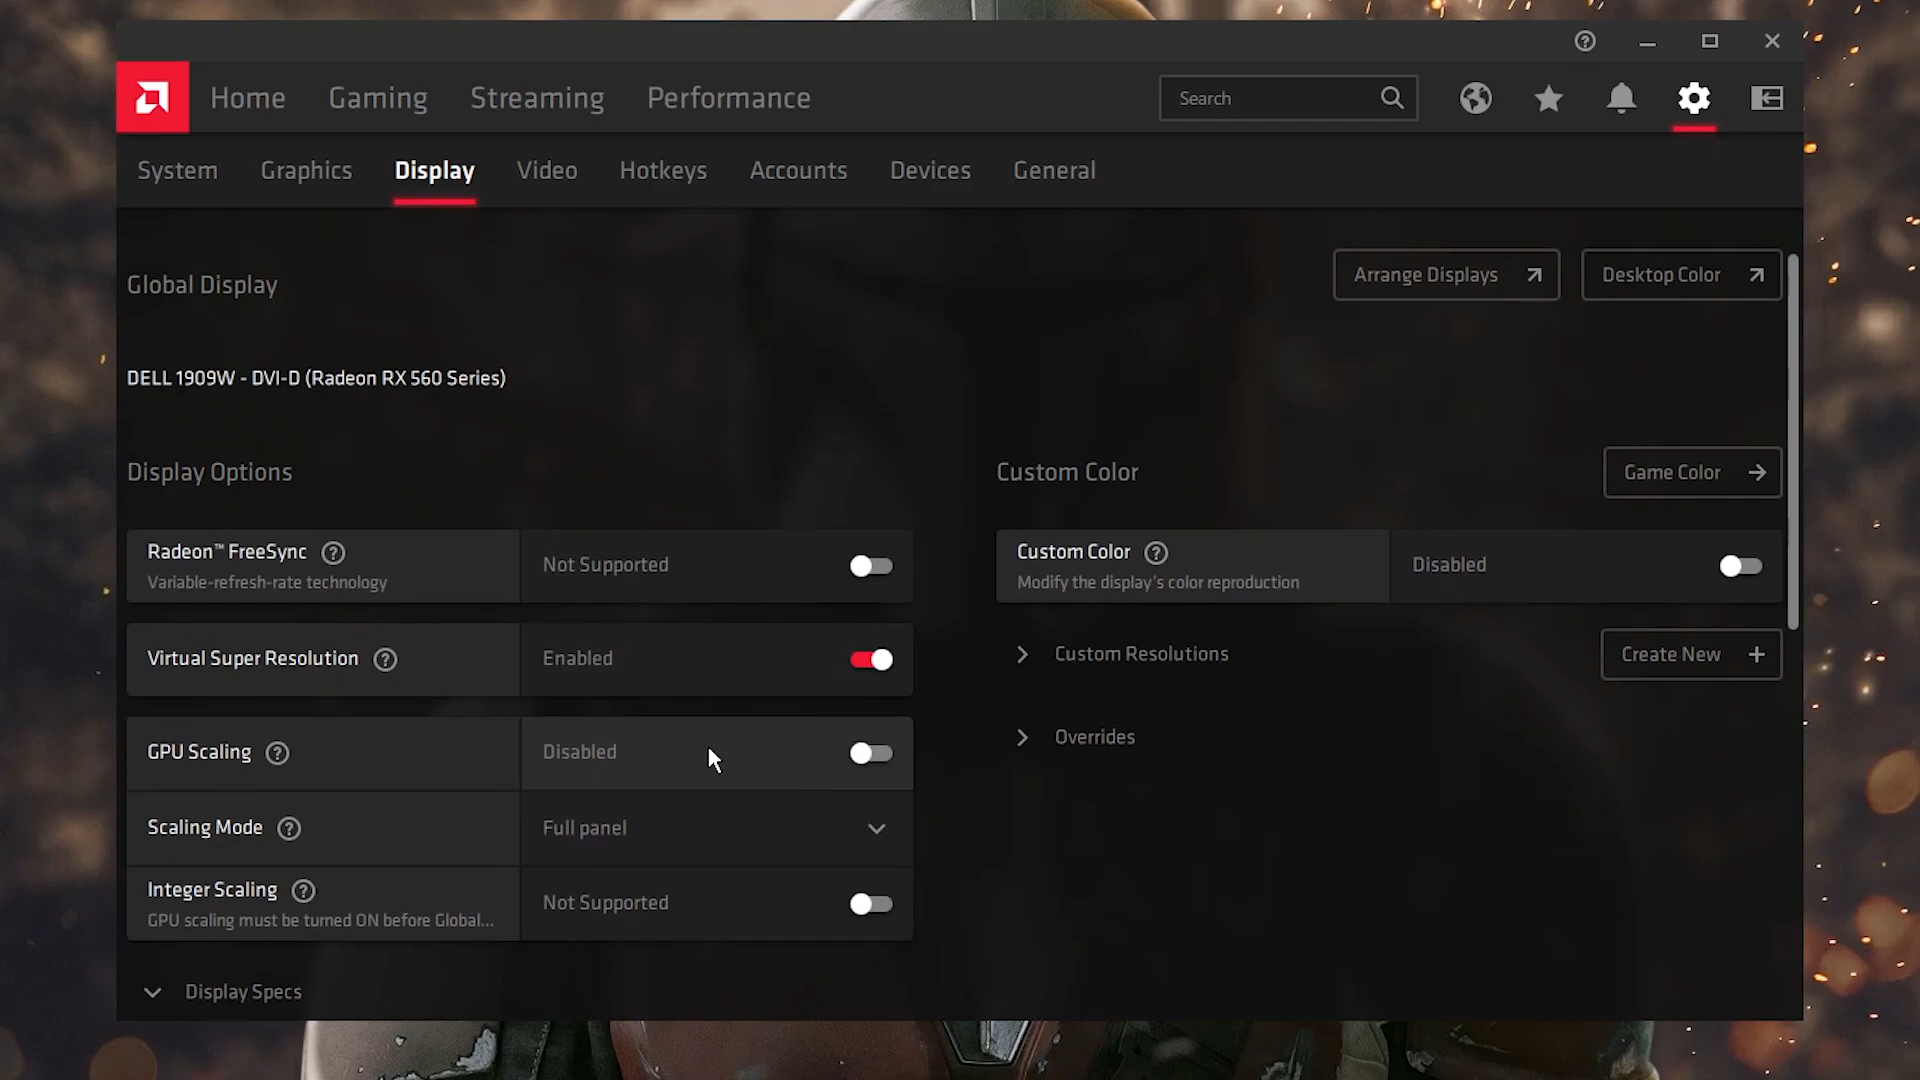 Home Gaming Streaming Performance Search
System Graphics Display Video Hotkeys Accounts Devices General
Global Display
Arrange Displays
Desktop Color
DELL 1909W - DVI-D (Radeon RX 560 Series)
Display Options
Radeon™ FreeSync
Variable-refresh-rate technology
Not Supported
Virtual Super Resolution
Enabled
GPU Scaling
Disabled
Scaling Mode
Full panel
Integer Scaling
GPU scaling must be turned ON before Global...
Not Supported
Display Specs
Custom Color
Game Color
Custom Color
Modify the display's color reproduction
Disabled
Custom Resolutions
Create New
Overrides